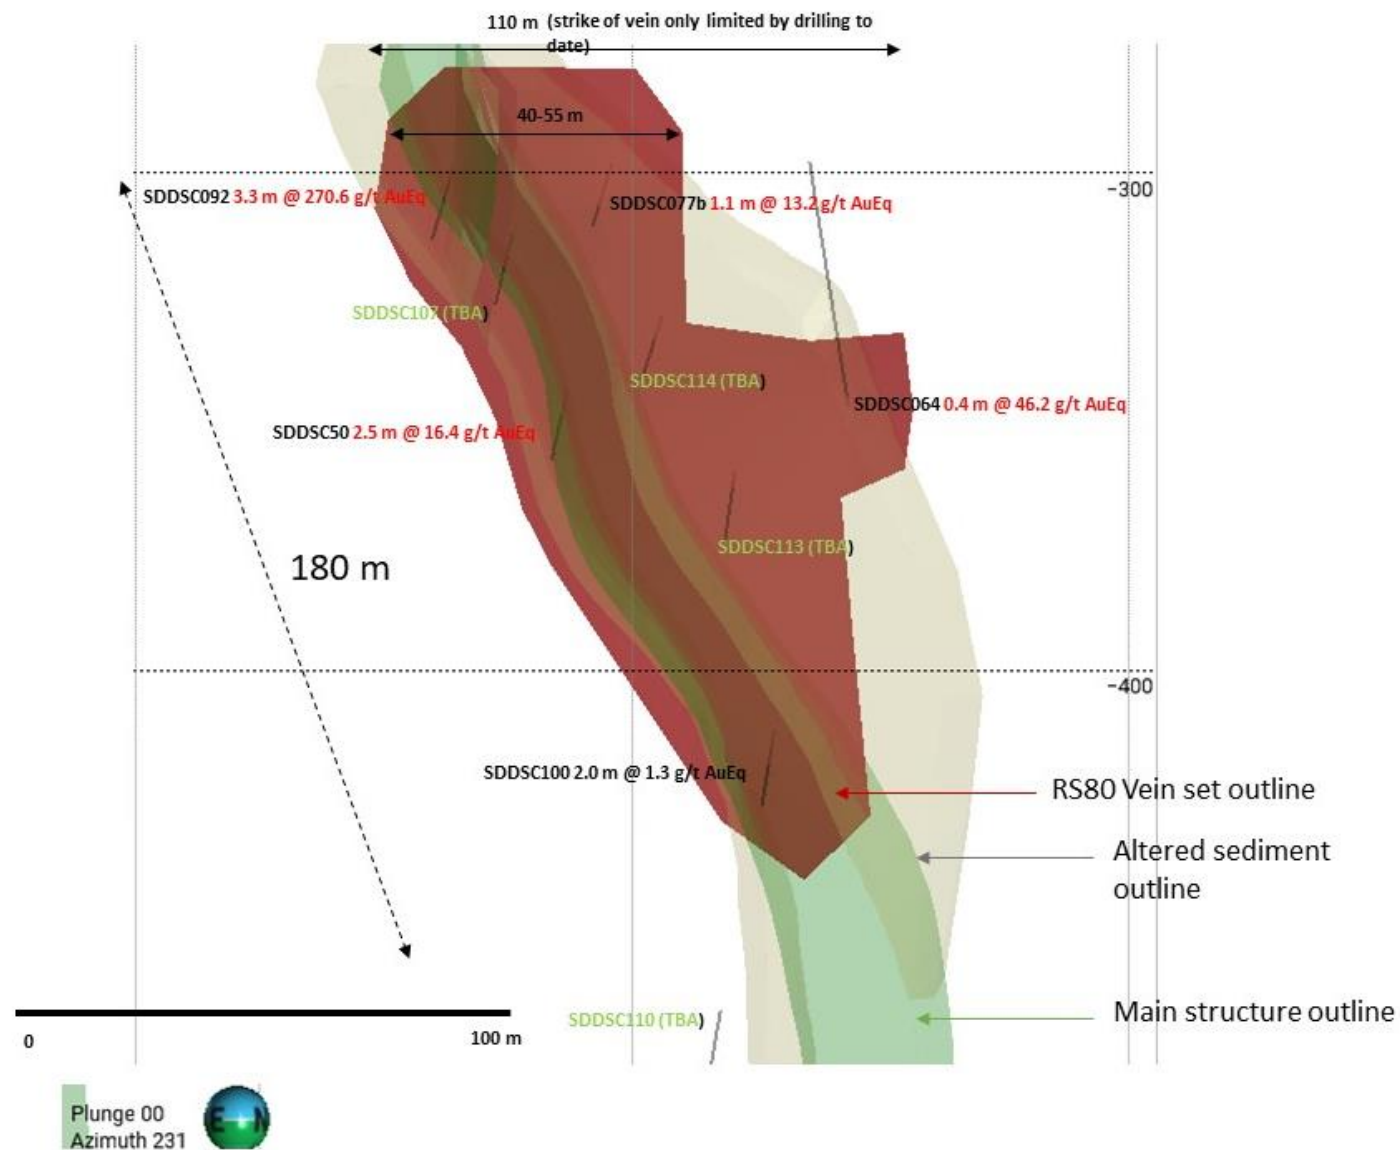 110 m (strike of vein only limited by drilling to
date)
40-55 m
-300
SDDSC092 3.3 m @ 270.6 g/t AuEq
SDDSC077b 1.1 m @ 13.2 g/t AuEq
SDDSC107 (TBA)
SDDSC114 (TBA)
SDDSC064 0.4 m @ 46.2 g/t AuEq
SDDSC50 2.5 m @ 16.4 g/t AuEq
SDDSC113 (TBA)
180 m
-400
SDDSC100 2.0 m @ 1.3 g/t AuEq
RS80 Vein set outline
Altered sediment
outline
Main structure outline
SDDSC110 (TBA)
0
100 m
Plunge 00
Azimuth 231
E N